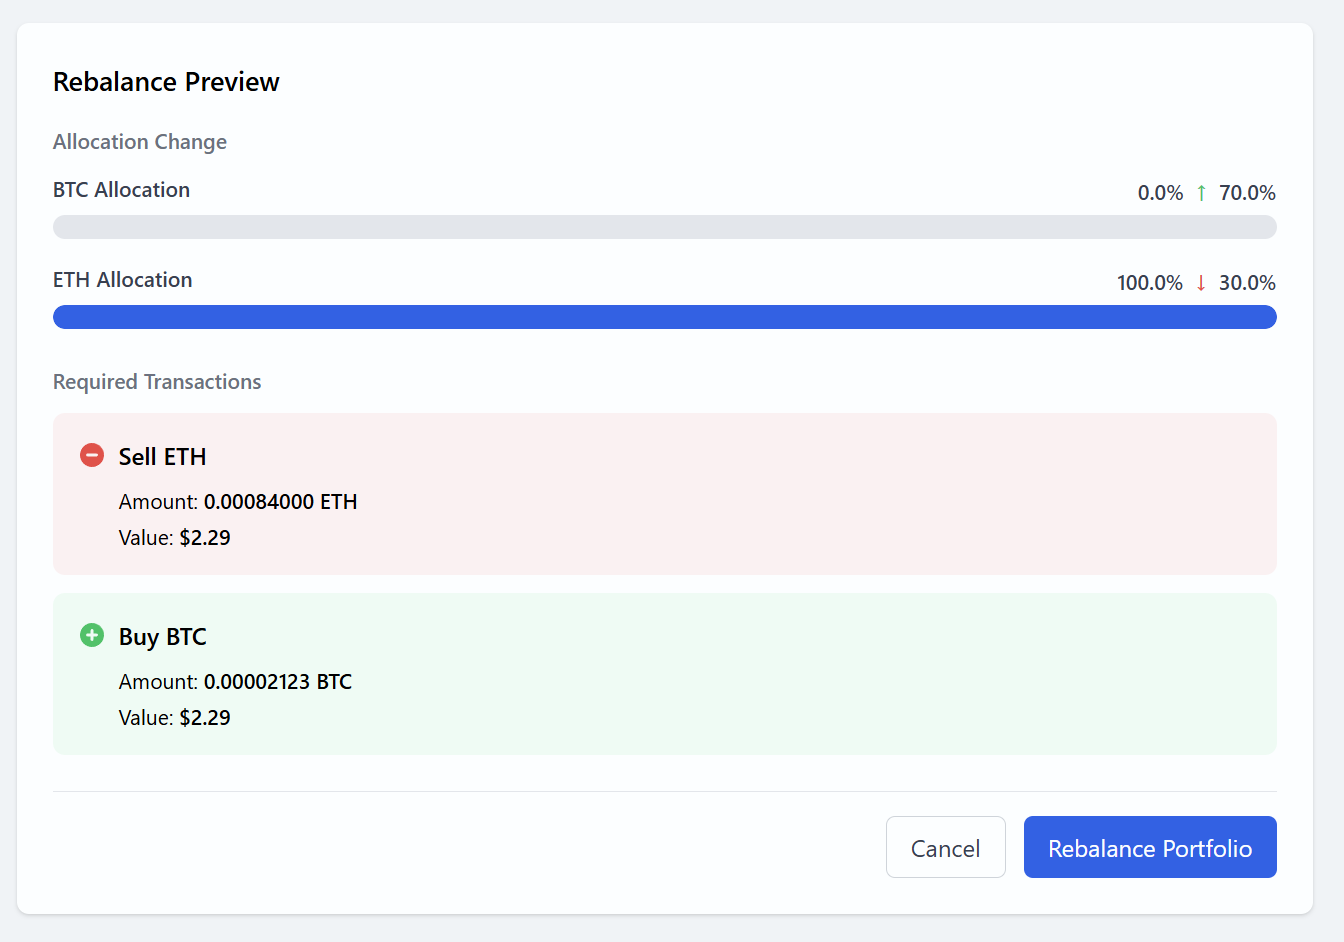 Rebalance Preview
Allocation Change
BTC Allocation
0.0% ↑ 70.0%
ETH Allocation
100.0% ↓ 30.0%
Required Transactions
Sell ETH
Amount: 0.00084000 ETH
Value: $2.29
Buy BTC
Amount: 0.00002123 BTC
Value: $2.29
Cancel
Rebalance Portfolio